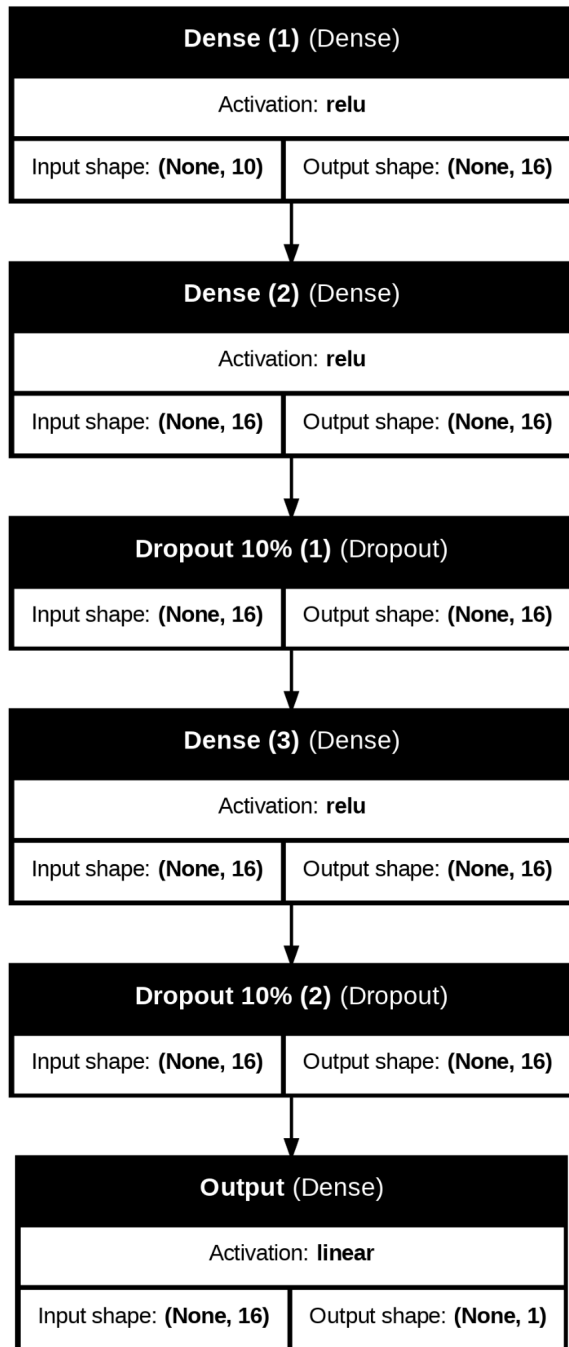 Dense (1) (Dense)
Activation: relu
Input shape: (None, 10) Output shape: (None, 16)
Dense (2) (Dense)
Activation: relu
Input shape: (None, 16) Output shape: (None, 16)
Dropout 10% (1) (Dropout)
Input shape: (None, 16) Output shape: (None, 16)
Dense (3) (Dense)
Activation: relu
Input shape: (None, 16) Output shape: (None, 16)
Dropout 10% (2) (Dropout)
Input shape: (None, 16) Output shape: (None, 16)
Output (Dense)
Activation: linear
Input shape: (None, 16) Output shape: (None, 1)